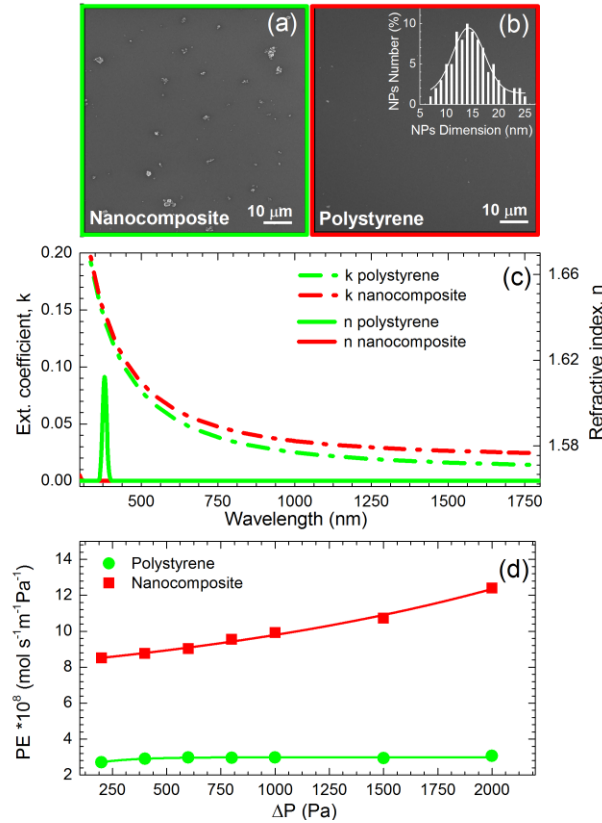 (a)
Nanocomposite
10 μm
(b)
NPs Number (%)
10
5
0
5 10 15 20 25
NPs Dimension (nm)
Polystyrene
10 μm
(c)
Ext. coefficient, k
0.20
0.15
0.10
0.05
0.00
k polystyrene
k nanocomposite
n polystyrene
n nanocomposite
1.66
1.62
1.58
Refractive index, n
500 750 1000 1250 1500 1750
Wavelength (nm)
(d)
PE *10⁸ (mol s⁻¹m⁻¹Pa⁻¹)
14
12
10
8
6
4
2
Polystyrene
Nanocomposite
250 500 750 1000 1250 1500 1750 2000
ΔP (Pa)